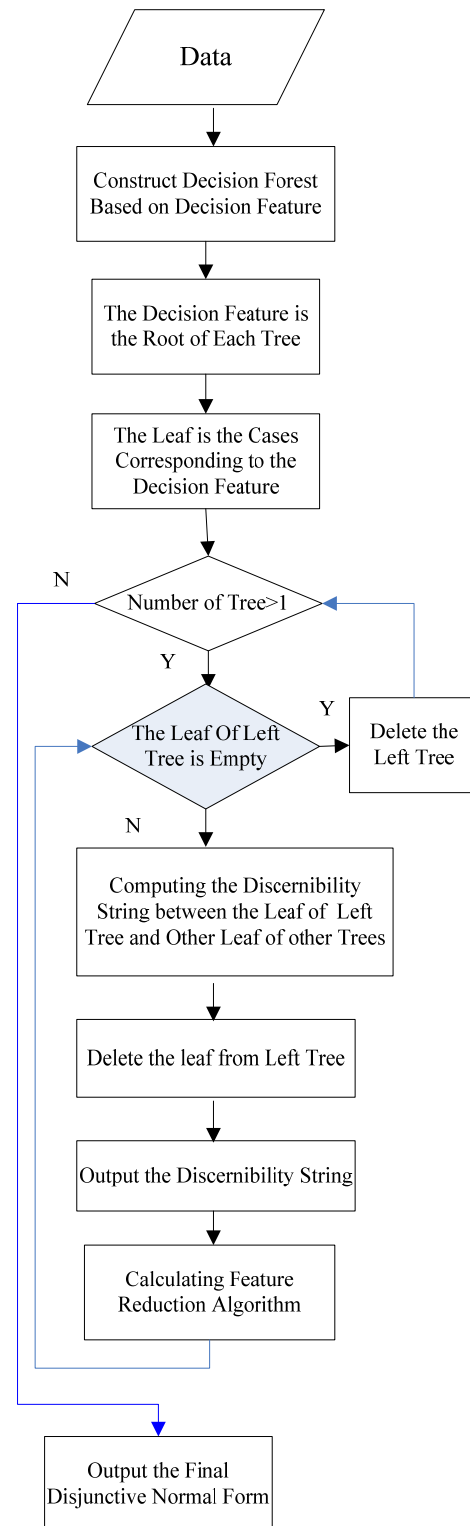 Data
Construct Decision Forest
Based on Decision Feature
The Decision Feature is
the Root of Each Tree
The Leaf is the Cases
Corresponding to the
Decision Feature
N
Number of Tree>1
Y
The Leaf Of Left
Tree is Empty
Y
Delete the
Left Tree
N
Computing the Discernibility
String between the Leaf of Left
Tree and Other Leaf of other Trees
Delete the leaf from Left Tree
Output the Discernibility String
Calculating Feature
Reduction Algorithm
Output the Final
Disjunctive Normal Form